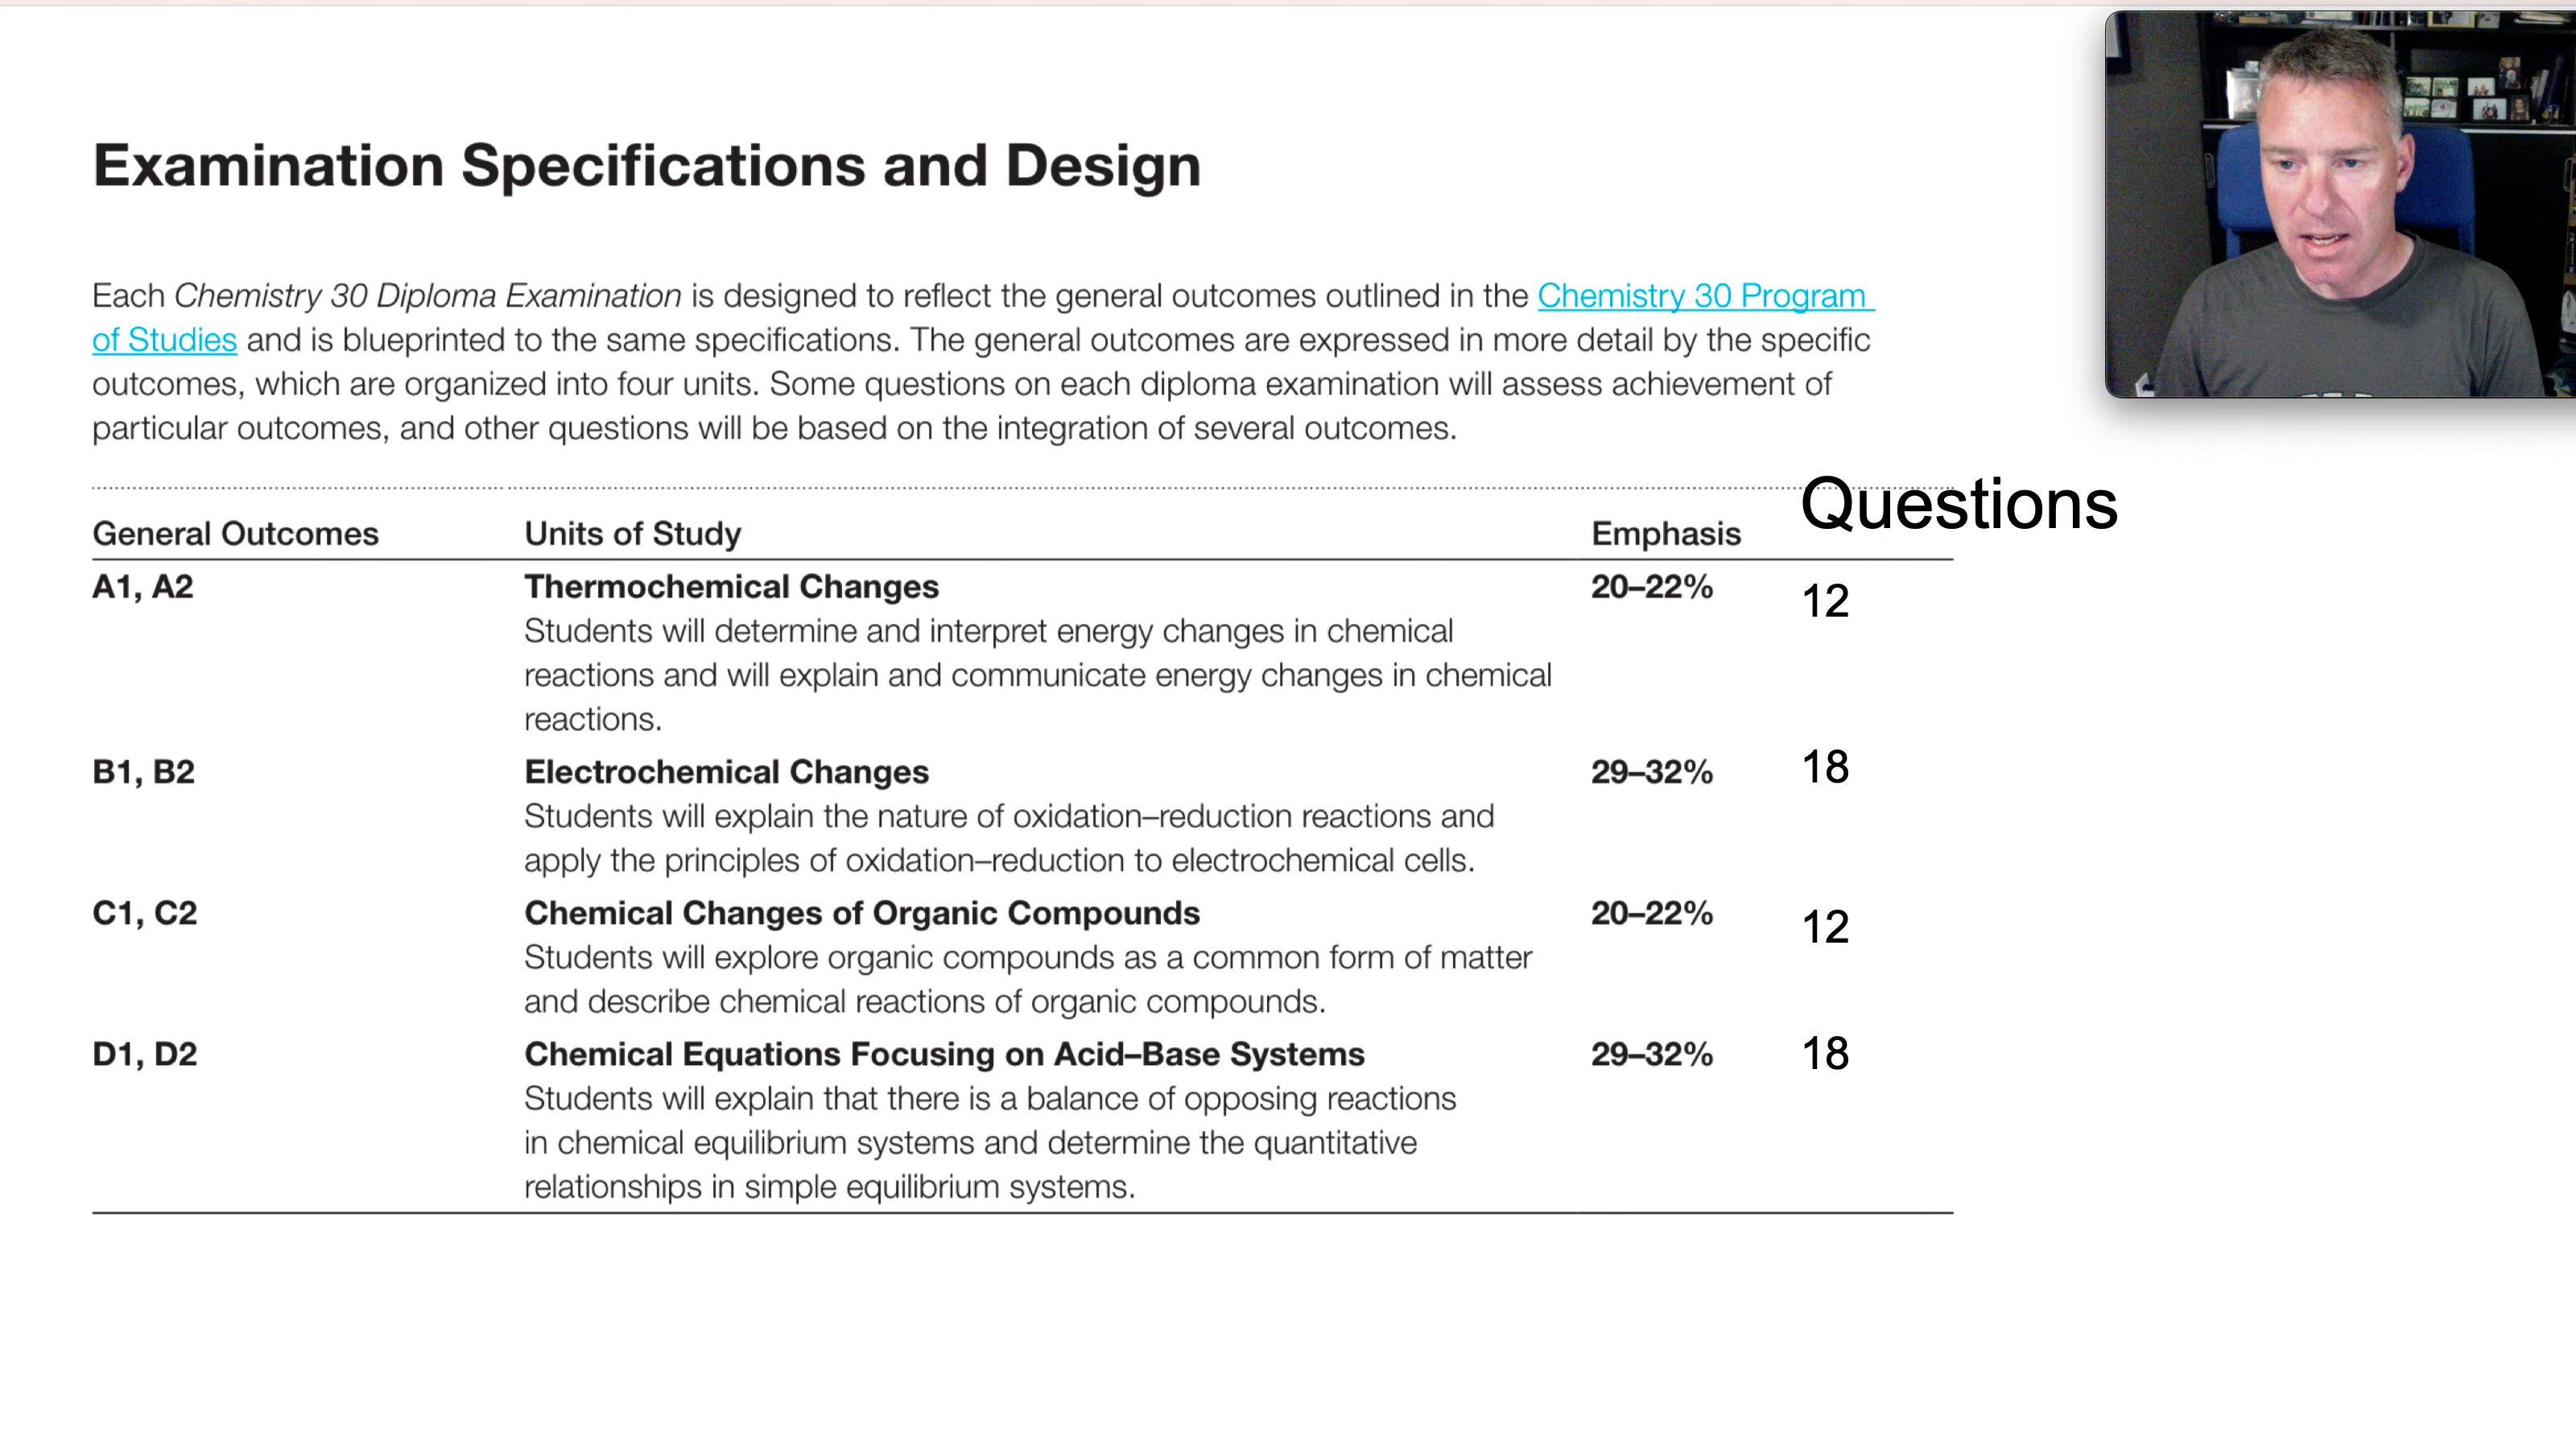 Examination Specifications and Design
Each Chemistry 30 Diploma Examination is designed to reflect the general outcomes outlined in the Chemistry 30 Program
of Studies and is blueprinted to the same specifications. The general outcomes are expressed in more detail by the specific
outcomes, which are organized into four units. Some questions on each diploma examination will assess achievement of
particular outcomes, and other questions will be based on the integration of several outcomes.
General Outcomes Units of Study Emphasis Questions
A1, A2 Thermochemical Changes 20–22% 12
Students will determine and interpret energy changes in chemical
reactions and will explain and communicate energy changes in chemical
reactions.
B1, B2 Electrochemical Changes 29–32% 18
Students will explain the nature of oxidation–reduction reactions and
apply the principles of oxidation–reduction to electrochemical cells.
C1, C2 Chemical Changes of Organic Compounds 20–22% 12
Students will explore organic compounds as a common form of matter
and describe chemical reactions of organic compounds.
D1, D2 Chemical Equations Focusing on Acid–Base Systems 29–32% 18
Students will explain that there is a balance of opposing reactions
in chemical equilibrium systems and determine the quantitative
relationships in simple equilibrium systems.